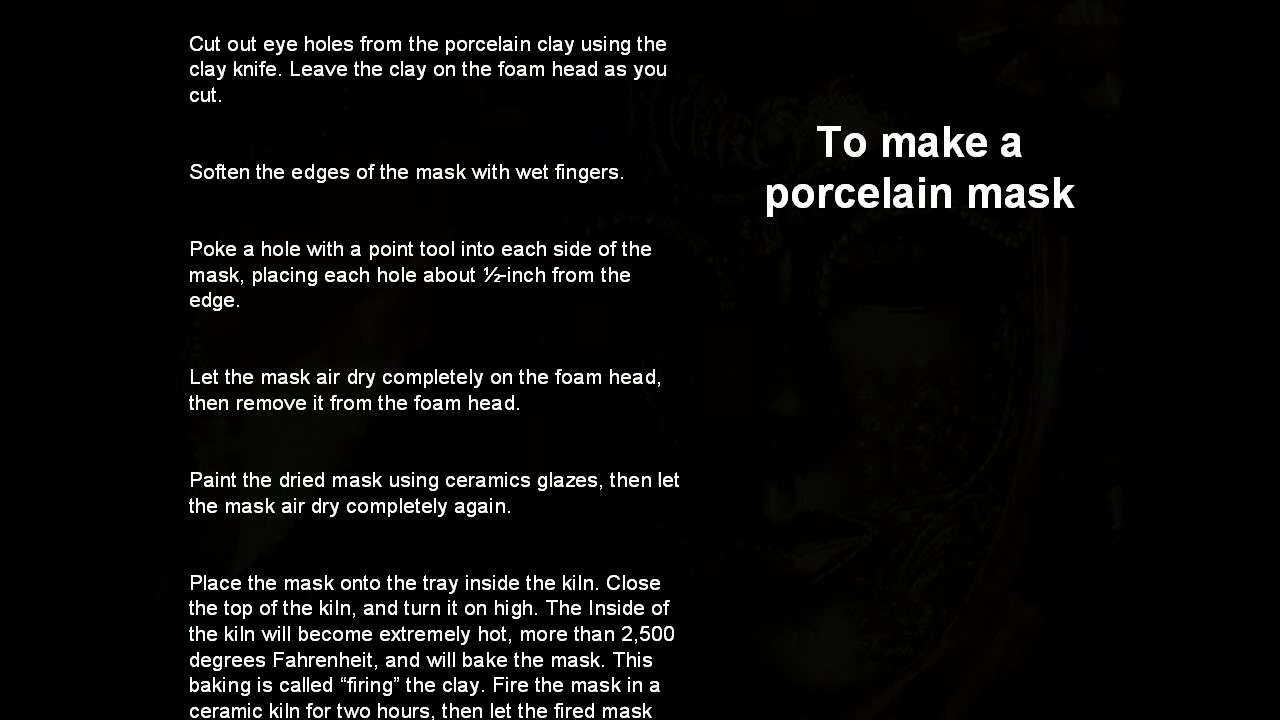 Cut out eye holes from the porcelain clay using the
clay knife. Leave the clay on the foam head as you
cut.
Soften the edges of the mask with wet fingers.
Poke a hole with a point tool into each side of the
mask, placing each hole about ½-inch from the
edge.
Let the mask air dry completely on the foam head,
then remove it from the foam head.
Paint the dried mask using ceramics glazes, then let
the mask air dry completely again.
Place the mask onto the tray inside the kiln. Close
the top of the kiln, and turn it on high. The Inside of
the kiln will become extremely hot, more than 2,500
degrees Fahrenheit, and will bake the mask. This
baking is called “firing” the clay. Fire the mask in a
ceramic kiln for two hours, then let the fired mask
To make a
porcelain mask